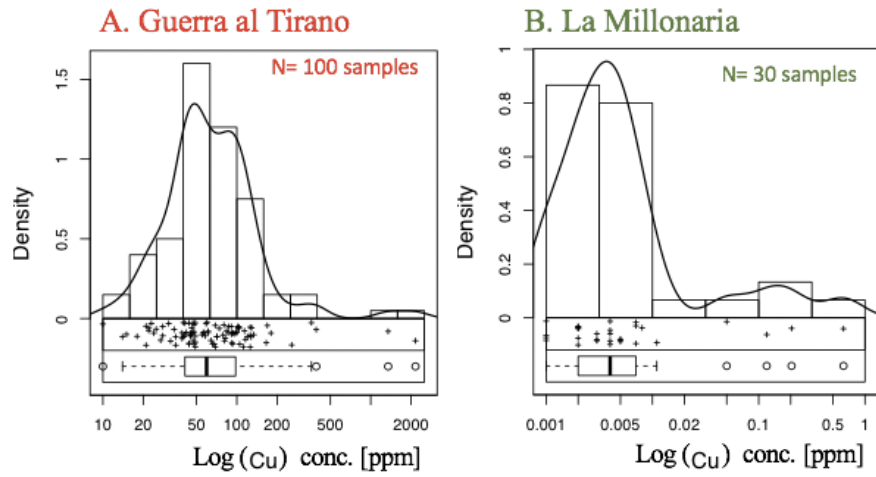 A. Guerra al Tirano
N= 100 samples
Density
0
0.5
1
1.5
10 20 50 100 200 500 2000
Log (Cu) conc. [ppm]
B. La Millonaria
N= 30 samples
Density
0
0.2
0.4
0.6
0.8
1
0.001 0.005 0.02 0.1 0.5 1
Log (Cu) conc. [ppm]